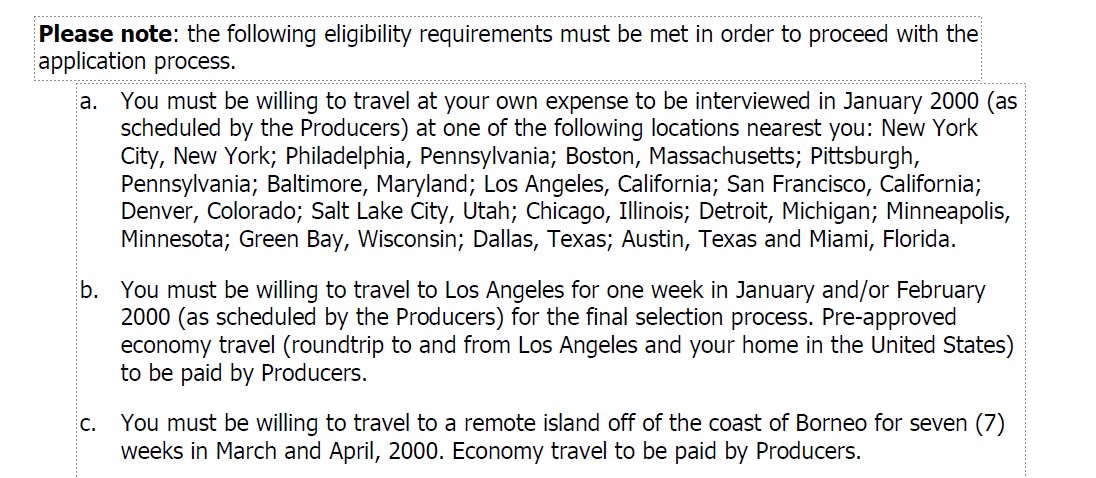 Please note: the following eligibility requirements must be met in order to proceed with the
application process.
a. You must be willing to travel at your own expense to be interviewed in January 2000 (as
scheduled by the Producers) at one of the following locations nearest you: New York
City, New York; Philadelphia, Pennsylvania; Boston, Massachusetts; Pittsburgh,
Pennsylvania; Baltimore, Maryland; Los Angeles, California; San Francisco, California;
Denver, Colorado; Salt Lake City, Utah; Chicago, Illinois; Detroit, Michigan; Minneapolis,
Minnesota; Green Bay, Wisconsin; Dallas, Texas; Austin, Texas and Miami, Florida.
b. You must be willing to travel to Los Angeles for one week in January and/or February
2000 (as scheduled by the Producers) for the final selection process. Pre-approved
economy travel (roundtrip to and from Los Angeles and your home in the United States)
to be paid by Producers.
c. You must be willing to travel to a remote island off of the coast of Borneo for seven (7)
weeks in March and April, 2000. Economy travel to be paid by Producers.